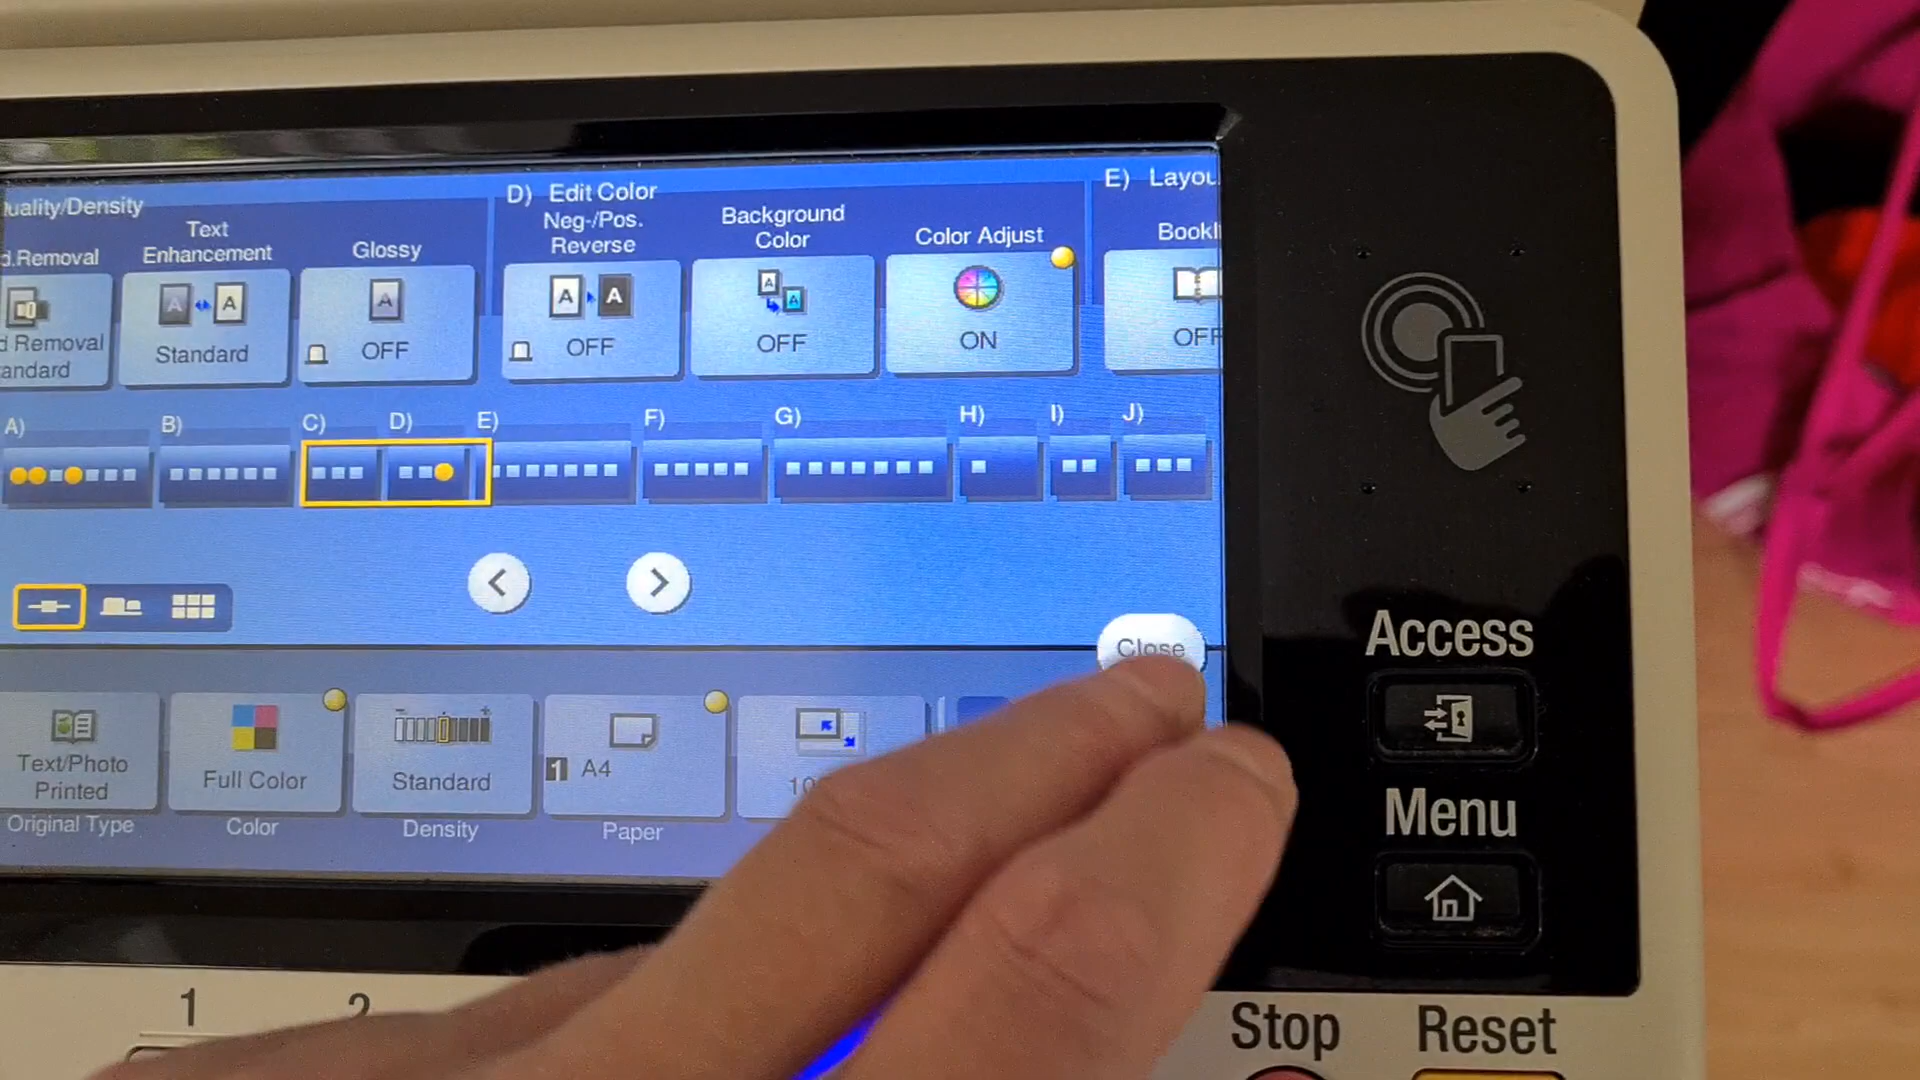 uality/Density
D) Edit Color
E) Layou
d.Removal
Text
Enhancement
Glossy
Neg-/Pos.
Reverse
Background
Color
Color Adjust
Bookl
d Removal
andard
A
A
Standard
A
OFF
A
A
OFF
A
A
OFF
ON
OFF
A)
B)
C)
D)
E)
F)
G)
H)
I)
J)
Close
Text/Photo
Printed
Full Color
Standard
1 A4
10
Original Type
Color
Density
Paper
Access
Menu
1
2
Stop
Reset